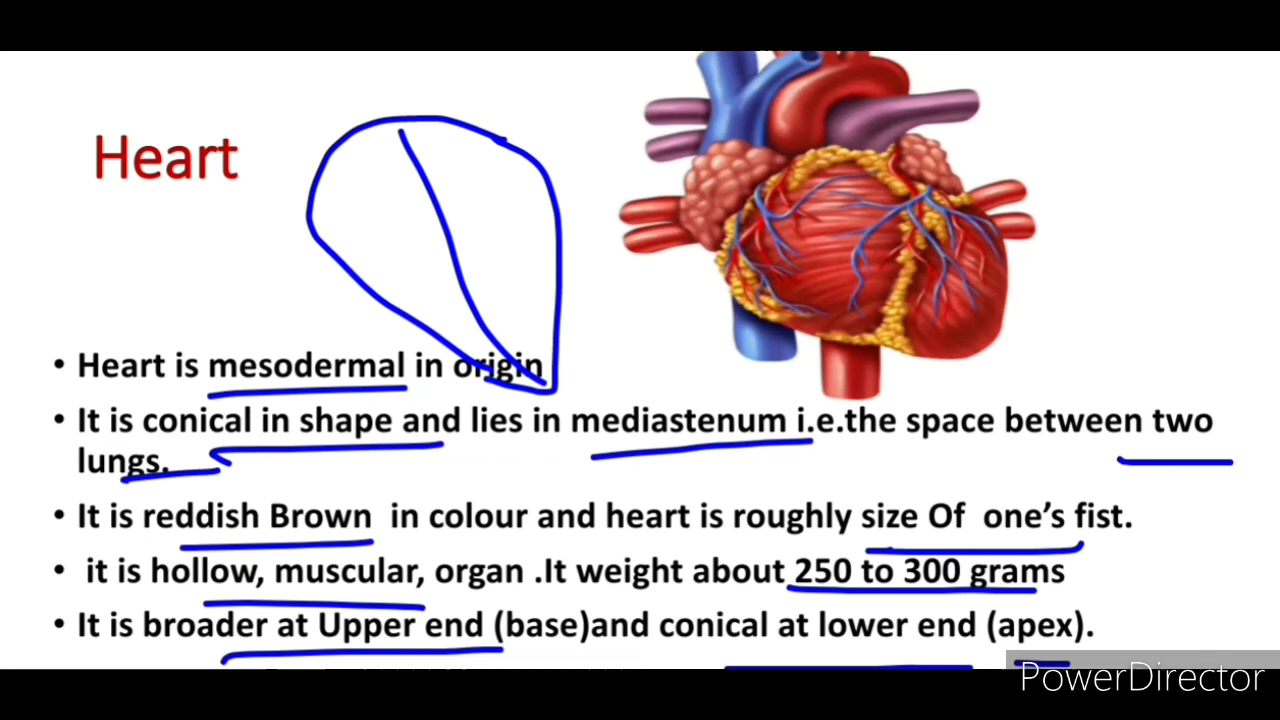 Heart
• Heart is mesodermal in origin
• It is conical in shape and lies in mediastenum i.e.the space between two
lungs.
• It is reddish Brown in colour and heart is roughly size Of one’s fist.
• it is hollow, muscular, organ .It weight about 250 to 300 grams
• It is broader at Upper end (base)and conical at lower end (apex).
PowerDirector